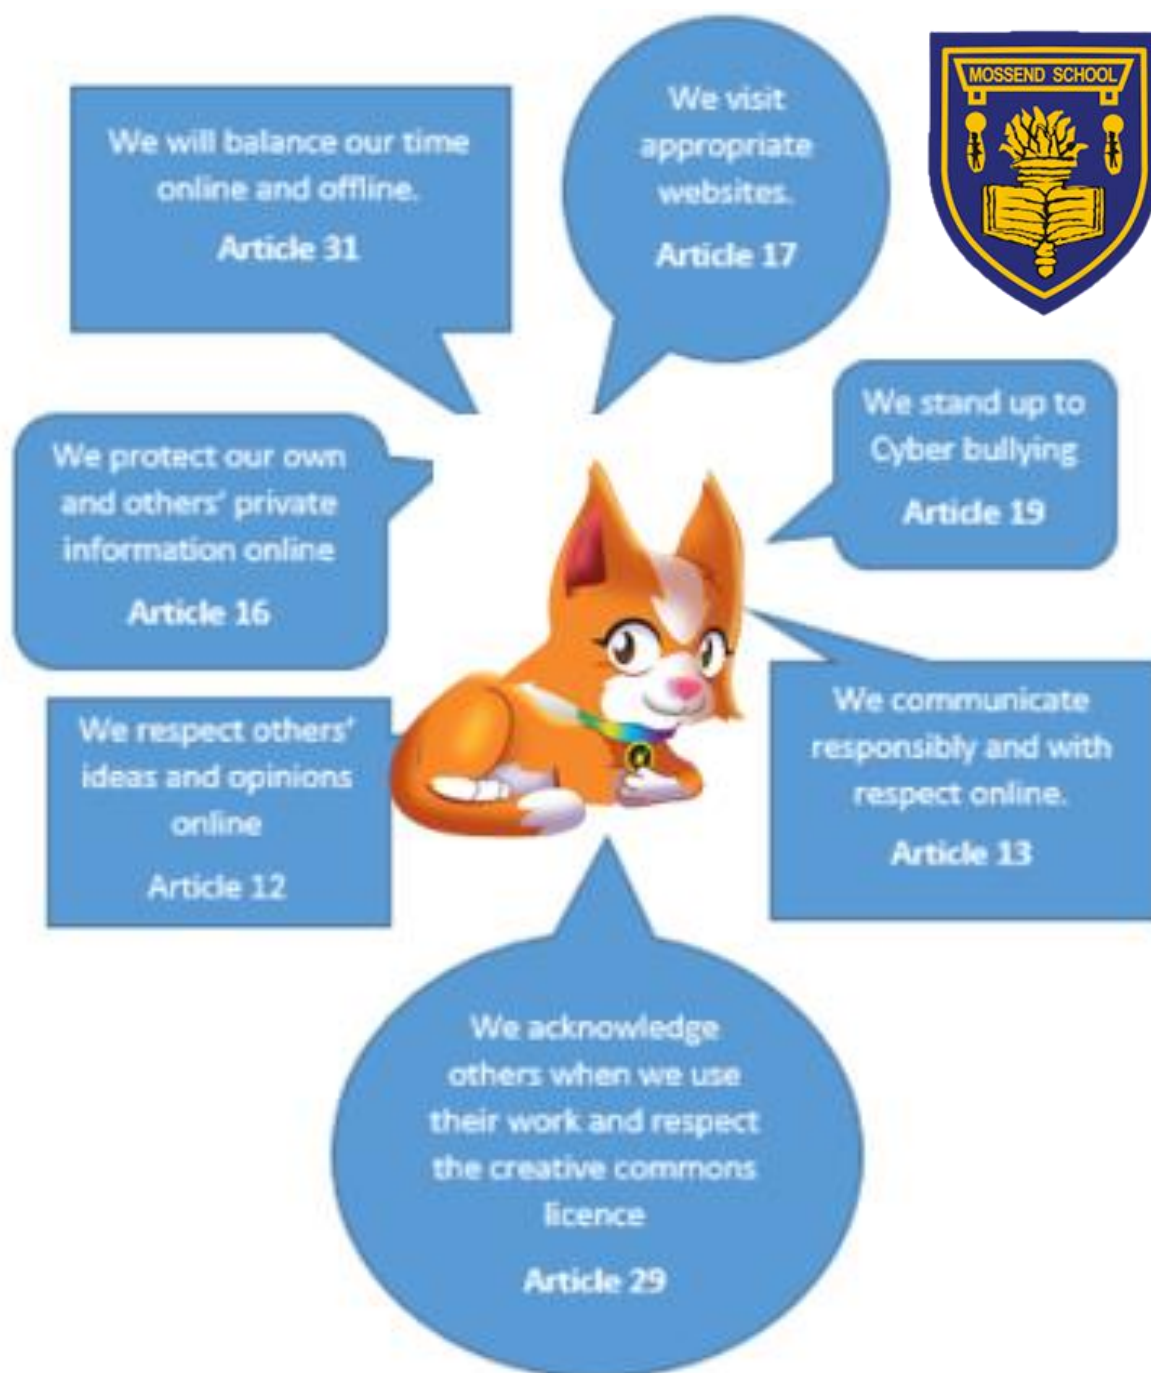 We will balance our time
online and offline.
Article 31
We visit
appropriate
websites.
Article 17
MOSSEND SCHOOL
We protect our own
and others' private
information online
Article 16
We stand up to
Cyber bullying
Article 19
We respect others'
ideas and opinions
online
Article 12
We communicate
responsibly and with
respect online.
Article 13
We acknowledge
others when we use
their work and respect
the creative commons
licence
Article 29